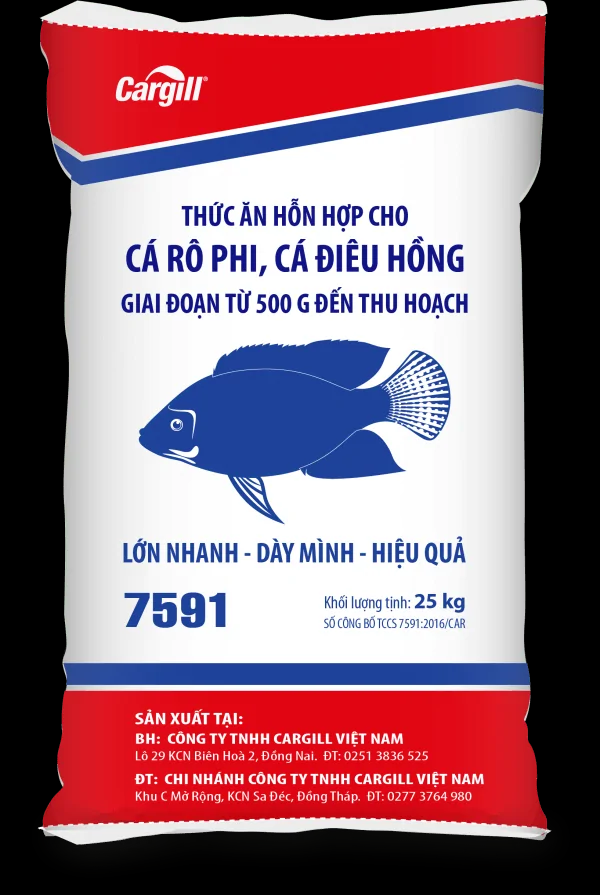 Cargill®
THỨC ĂN HỖN HỢP CHO
CÁ RÔ PHI, CÁ ĐIÊU HỒNG
GIAI ĐOẠN TỪ 500 G ĐẾN THU HOẠCH
LỚN NHANH - DÀY MÌNH - HIỆU QUẢ
7591
Khối lượng tịnh: 25 kg
SỐ CÔNG BỐ TCCS 7591:2016/CAR
SẢN XUẤT TẠI:
BH: CÔNG TY TNHH CARGILL VIỆT NAM
Lô 29 KCN Biên Hoà 2, Đồng Nai. ĐT: 0251 3836 525
ĐT: CHI NHÁNH CÔNG TY TNHH CARGILL VIỆT NAM
Khu C Mở Rộng, KCN Sa Đéc, Đồng Tháp. ĐT: 0277 3764 980